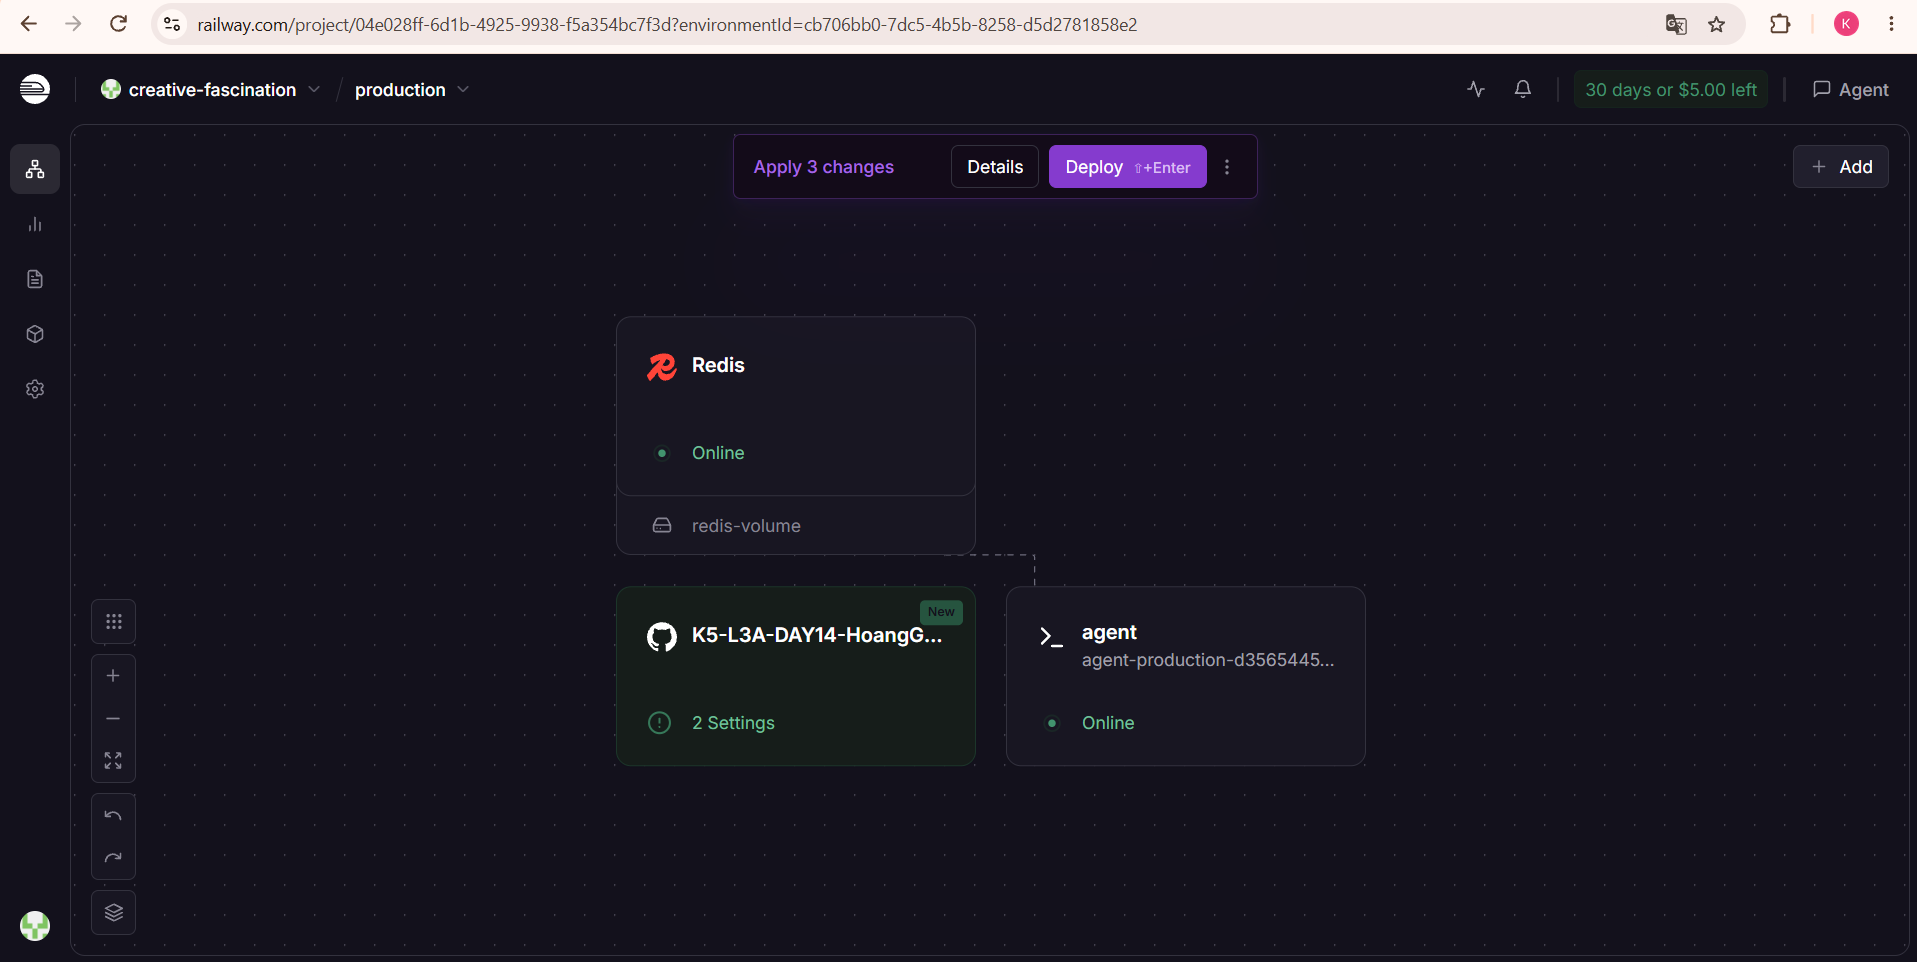 railway.com/project/04e028ff-6d1b-4925-9938-f5a354bc7f3d?environmentId=cb706bb0-7dc5-4b5b-8258-d5d2781858e2
K
creative-fascination / production
30 days or $5.00 left
Agent
Apply 3 changes
Details
Deploy ⇧+Enter
+ Add
Redis
Online
redis-volume
New
K5-L3A-DAY14-HoangG...
2 Settings
agent
agent-production-d3565445...
Online